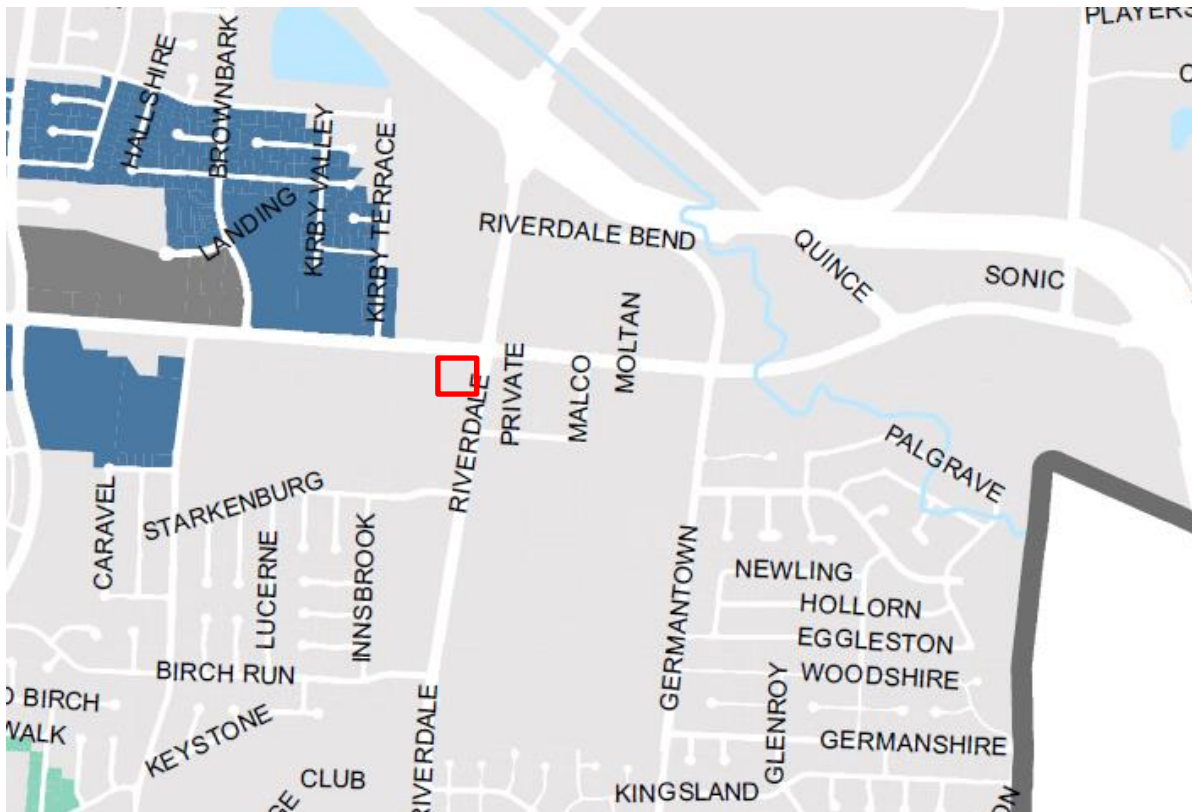 PLAYERS
HALLSHIRE
BROWNBARK
KIRBY VALLEY
KIRBY TERRACE
LANDING
RIVERDALE BEND
QUINCE
SONIC
MOLTAN
PRIVATE
MALCO
RIVERDALE
PALGRAVE
STARKENBURG
CARAVEL
LUCERNE
INNSBROOK
GERMANTOWN
NEWLING
HOLLORN
EGGLESTON
WOODSHIRE
BIRCH RUN
BIRCH
WALK
KEYSTONE
RIVERDALE
GLENROY
GERMANSHIRE
CLUB
KINGSLAND